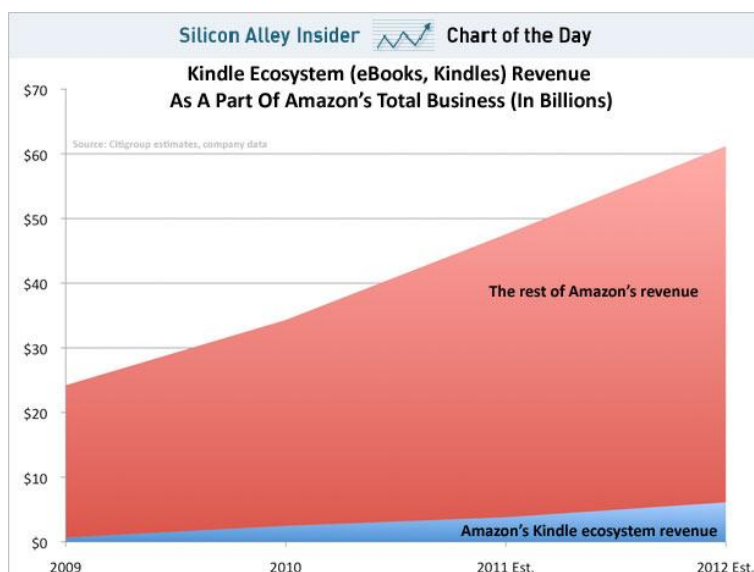 Silicon Alley Insider Chart of the Day
Kindle Ecosystem (eBooks, Kindles) Revenue
As A Part Of Amazon's Total Business (In Billions)
Source: Citigroup estimates, company data
$70
$60
$50
$40
$30
$20
$10
$0
The rest of Amazon's revenue
Amazon's Kindle ecosystem revenue
2009 2010 2011 Est. 2012 Est.